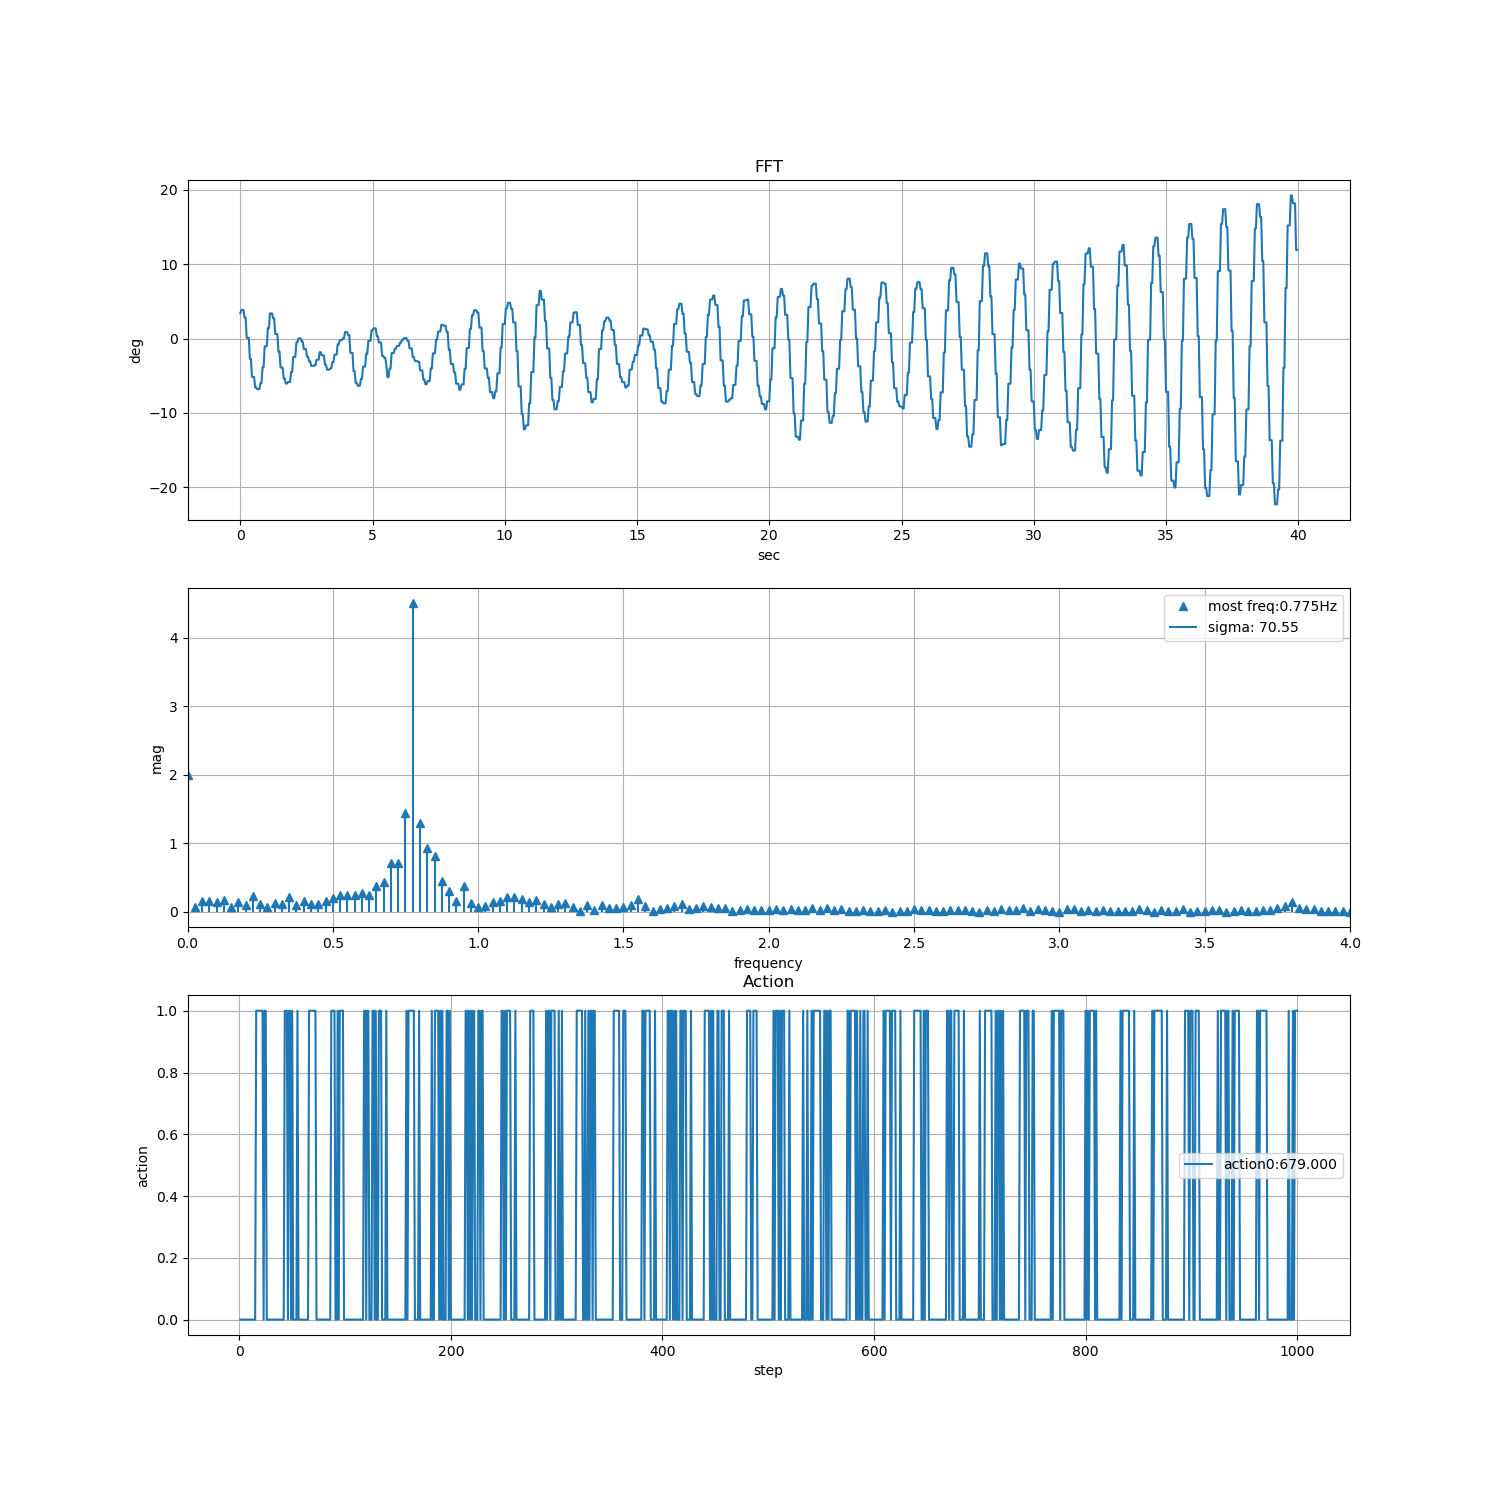 FFT
20
10
0
−10
−20
deg
0 5 10 15 20 25 30 35 40
sec
most freq:0.775Hz
sigma: 70.55
4
3
2
1
0
mag
0.0 0.5 1.0 1.5 2.0 2.5 3.0 3.5 4.0
frequency
Action
1.0
0.8
0.6
0.4
0.2
0.0
action
action0:679.000
0 200 400 600 800 1000
step